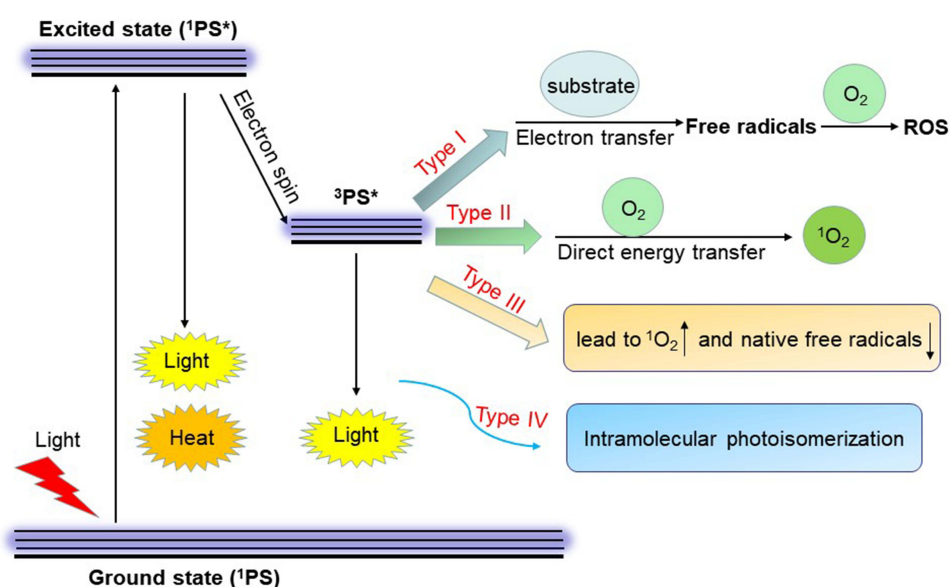 Excited state (¹PS*)
Electron spin
substrate
O₂
Type I
Electron transfer
Free radicals
ROS
³PS*
Type II
O₂
Direct energy transfer
¹O₂
Type III
lead to ¹O₂ and native free radicals
Light
Heat
Light
Type IV
Intramolecular photoisomerization
Light
Ground state (¹PS)